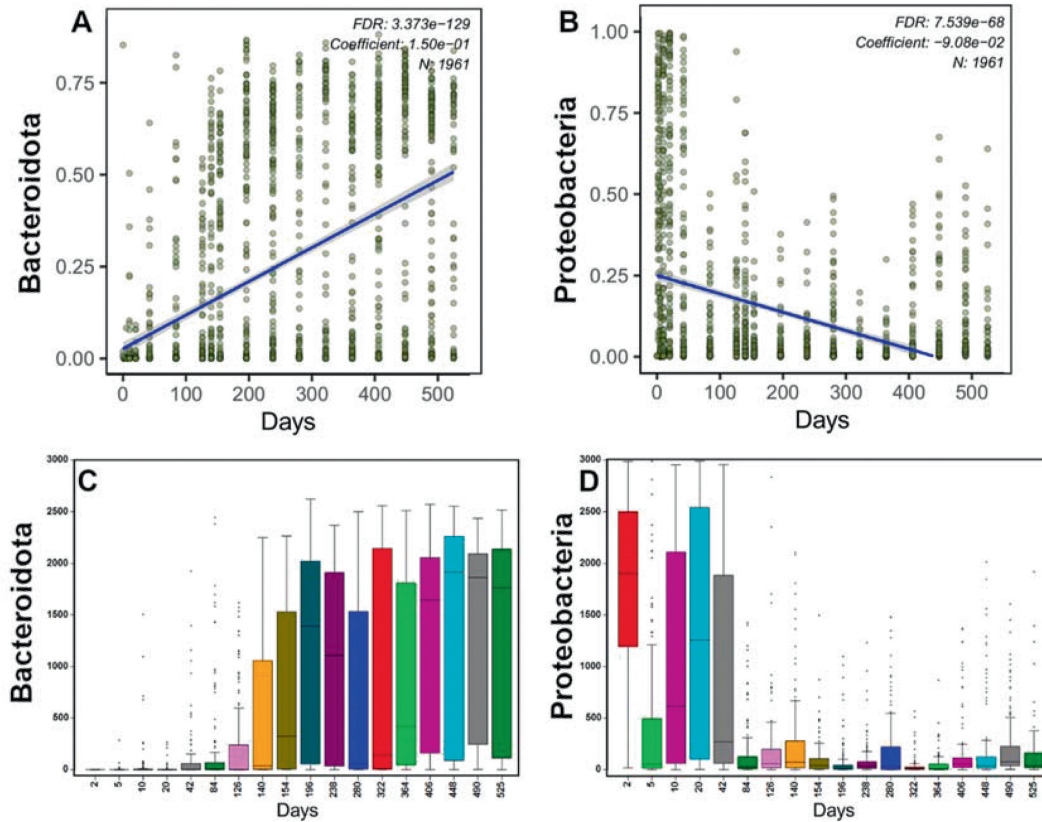 A
FDR: 3.373e−129
Coefficient: 1.50e−01
N: 1961
Bacteroidota
0.75
0.50
0.25
0.00
0 100 200 300 400 500
Days
B
FDR: 7.539e−68
Coefficient: −9.08e−02
N: 1961
Proteobacteria
1.00
0.75
0.50
0.25
0.00
0 100 200 300 400 500
Days
C
Bacteroidota
3000
2500
2000
1500
1000
500
0
2 5 10 20 42 84 126 140 154 196 238 280 322 364 406 448 490 525
Days
D
Proteobacteria
3000
2500
2000
1500
1000
500
0
2 5 10 20 42 84 126 140 154 196 238 280 322 364 406 448 490 525
Days